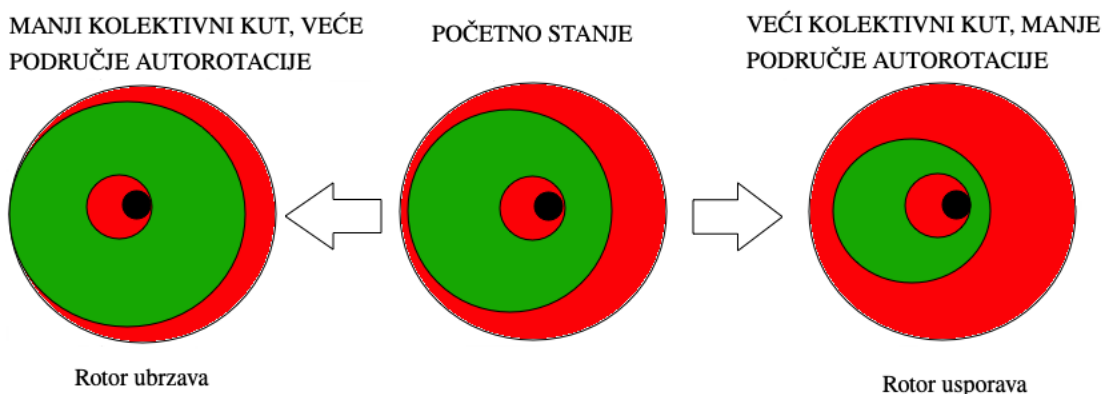 MANJI KOLEKTIVNI KUT, VEĆE
PODRUČJE AUTOROTACIJE
POČETNO STANJE
VEĆI KOLEKTIVNI KUT, MANJE
PODRUČJE AUTOROTACIJE
Rotor ubrzava
Rotor usporava